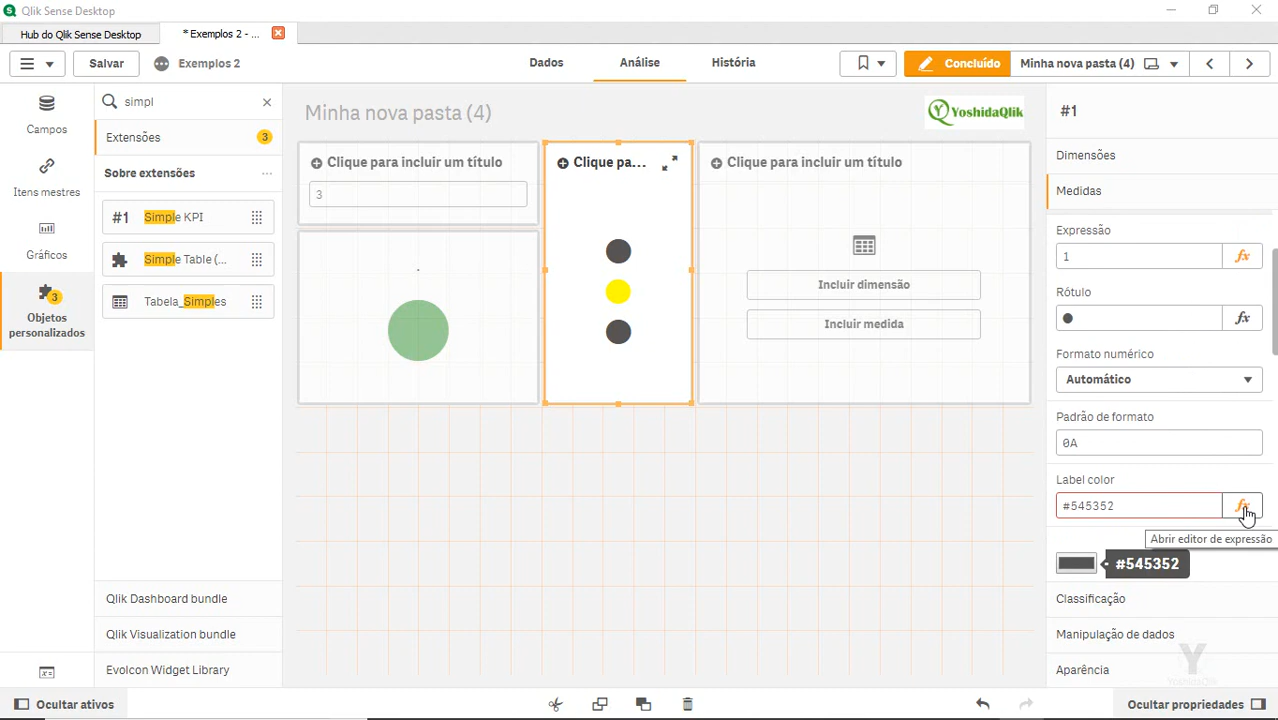 Qlik Sense Desktop
Hub do Qlik Sense Desktop
* Exemplos 2 - ...
Salvar
Exemplos 2
Dados
Análise
História
Concluído
Minha nova pasta (4)
Campos
Itens mestres
Gráficos
3
Objetos
personalizados
simpl
Extensões
3
Sobre extensões
...
#1 Simple KPI
Simple Table (...
Tabela_Simples
Qlik Dashboard bundle
Qlik Visualization bundle
EvoIcon Widget Library
Minha nova pasta (4)
YoshidaQlik
Clique para incluir um título
3
Clique pa...
Clique para incluir um título
Incluir dimensão
Incluir medida
#1
Dimensões
Medidas
Expressão
1
fx
Rótulo
fx
Formato numérico
Automático
Padrão de formato
0A
Label color
#545352
fx
Abrir editor de expressão
#545352
Classificação
Manipulação de dados
Aparência
Y
YoshidaQlik
Ocultar ativos
Ocultar propriedades